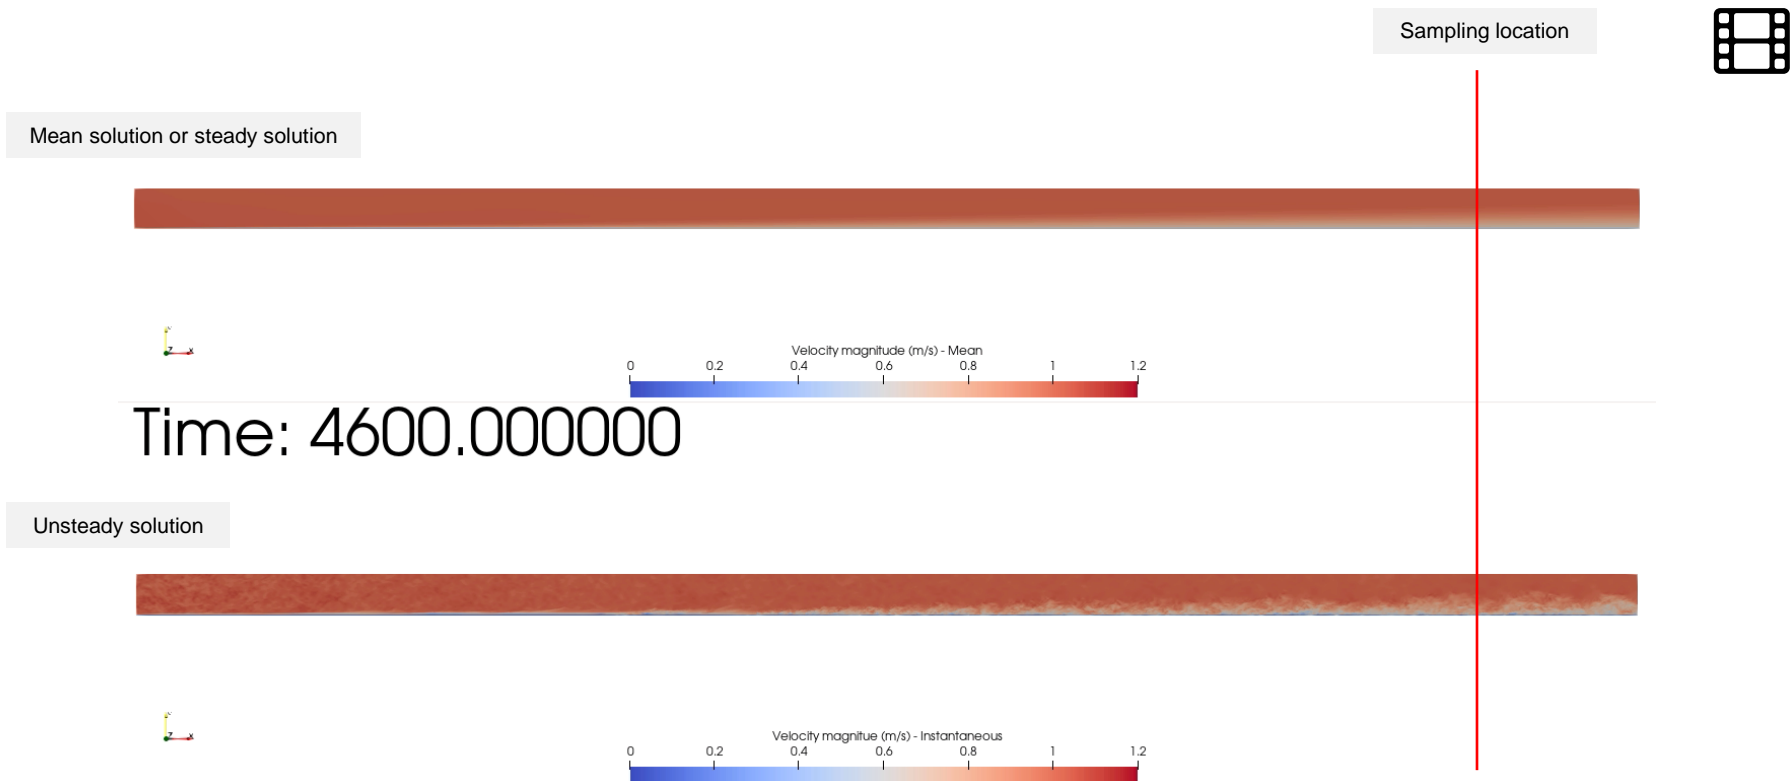 Sampling location
Mean solution or steady solution
Velocity magnitude (m/s) - Mean
0 0.2 0.4 0.6 0.8 1 1.2
Time: 4600.000000
Unsteady solution
Velocity magnitue (m/s) - Instantaneous
0 0.2 0.4 0.6 0.8 1 1.2